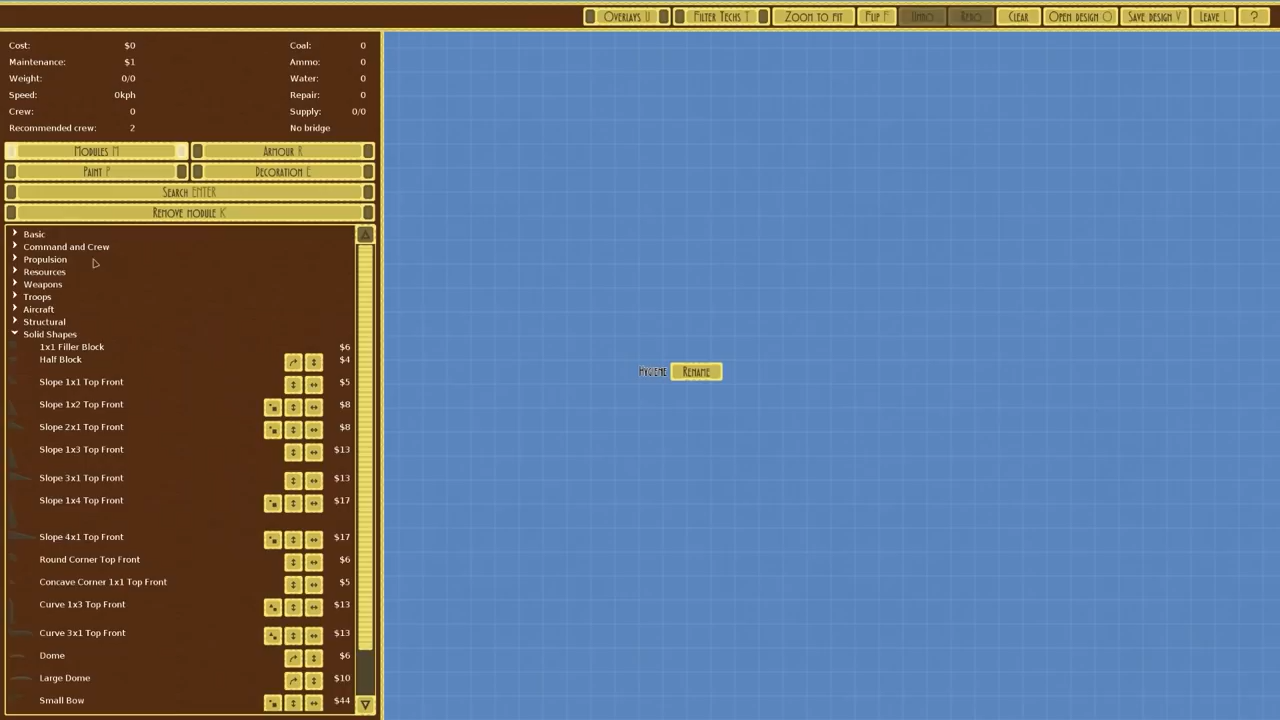 OVERLAYS U FILTER TECHS T ZOOM TO FIT FLIP F UNDO REDO CLEAR OPEN DESIGN O SAVE DESIGN V LEAVE L ?
Cost: $0 Coal: 0
Maintenance: $1 Ammo: 0
Weight: 0/0 Water: 0
Speed: 0kph Repair: 0
Crew: 0 Supply: 0/0
Recommended crew: 2 No bridge
MODULES M ARMOUR R
PAINT P DECORATION E
SEARCH ENTER
REMOVE MODULE K
Basic
Command and Crew
Propulsion
Resources
Weapons
Troops
Aircraft
Structural
Solid Shapes
1x1 Filler Block $6
Half Block $4
Slope 1x1 Top Front $5
Slope 1x2 Top Front $8
Slope 2x1 Top Front $8
Slope 1x3 Top Front $13
Slope 3x1 Top Front $13
Slope 1x4 Top Front $17
Slope 4x1 Top Front $17
Round Corner Top Front $6
Concave Corner 1x1 Top Front $5
Curve 1x3 Top Front $13
Curve 3x1 Top Front $13
Dome $6
Large Dome $10
Small Bow $44
HYGIENE RENAME